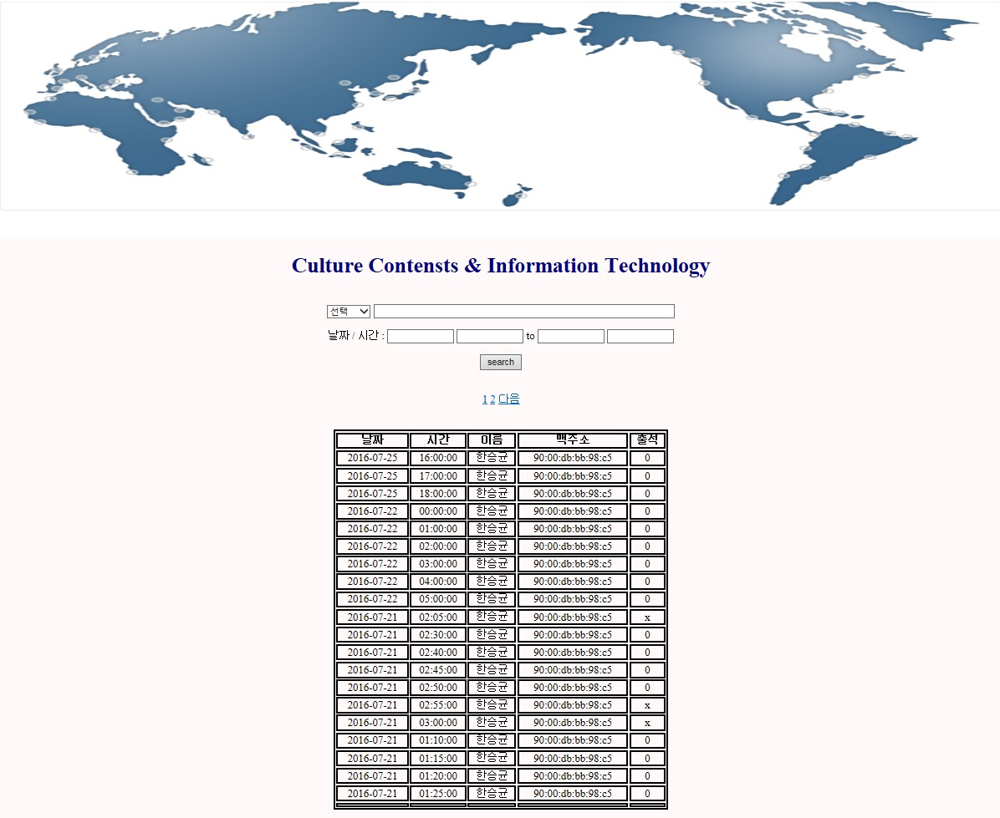 Culture Contensts & Information Technology
선택
날짜 / 시간 : to
search
1 2 다음
날짜 시간 이름 맥주소 출석
2016-07-25 16:00:00 한승균 90:00:db:bb:98:c5 0
2016-07-25 17:00:00 한승균 90:00:db:bb:98:c5 0
2016-07-25 18:00:00 한승균 90:00:db:bb:98:c5 0
2016-07-22 00:00:00 한승균 90:00:db:bb:98:c5 0
2016-07-22 01:00:00 한승균 90:00:db:bb:98:c5 0
2016-07-22 02:00:00 한승균 90:00:db:bb:98:c5 0
2016-07-22 03:00:00 한승균 90:00:db:bb:98:c5 0
2016-07-22 04:00:00 한승균 90:00:db:bb:98:c5 0
2016-07-22 05:00:00 한승균 90:00:db:bb:98:c5 0
2016-07-21 02:05:00 한승균 90:00:db:bb:98:c5 x
2016-07-21 02:30:00 한승균 90:00:db:bb:98:c5 0
2016-07-21 02:40:00 한승균 90:00:db:bb:98:c5 0
2016-07-21 02:45:00 한승균 90:00:db:bb:98:c5 0
2016-07-21 02:50:00 한승균 90:00:db:bb:98:c5 0
2016-07-21 02:55:00 한승균 90:00:db:bb:98:c5 x
2016-07-21 03:00:00 한승균 90:00:db:bb:98:c5 x
2016-07-21 01:10:00 한승균 90:00:db:bb:98:c5 0
2016-07-21 01:15:00 한승균 90:00:db:bb:98:c5 0
2016-07-21 01:20:00 한승균 90:00:db:bb:98:c5 0
2016-07-21 01:25:00 한승균 90:00:db:bb:98:c5 0